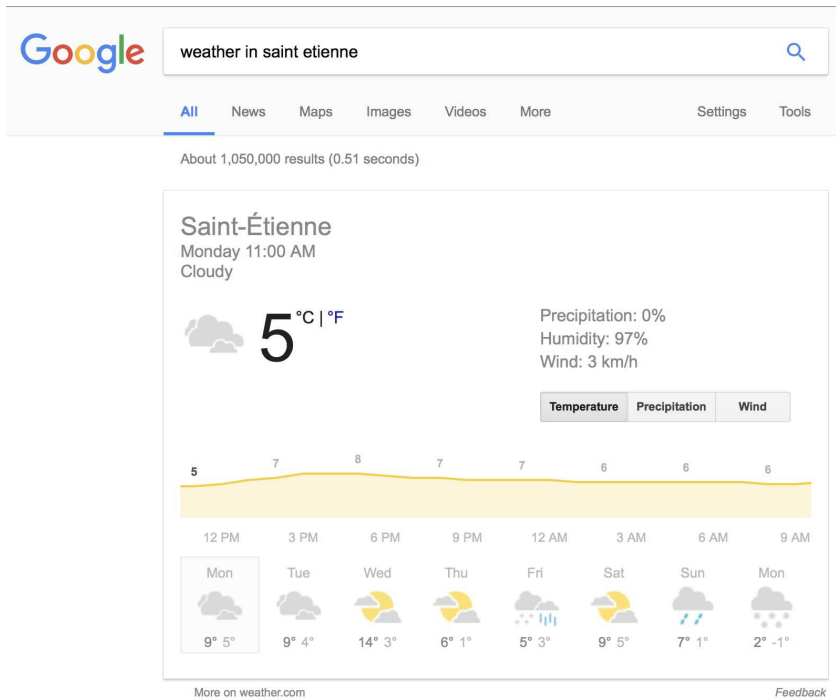 Google weather in saint etienne
All News Maps Images Videos More Settings Tools
About 1,050,000 results (0.51 seconds)
Saint-Étienne
Monday 11:00 AM
Cloudy
5 °C | °F
Precipitation: 0%
Humidity: 97%
Wind: 3 km/h
Temperature Precipitation Wind
5 7 8 7 7 6 6 6
12 PM 3 PM 6 PM 9 PM 12 AM 3 AM 6 AM 9 AM
Mon Tue Wed Thu Fri Sat Sun Mon
9° 5° 9° 4° 14° 3° 6° 1° 5° 3° 9° 5° 7° 1° 2° -1°
More on weather.com Feedback